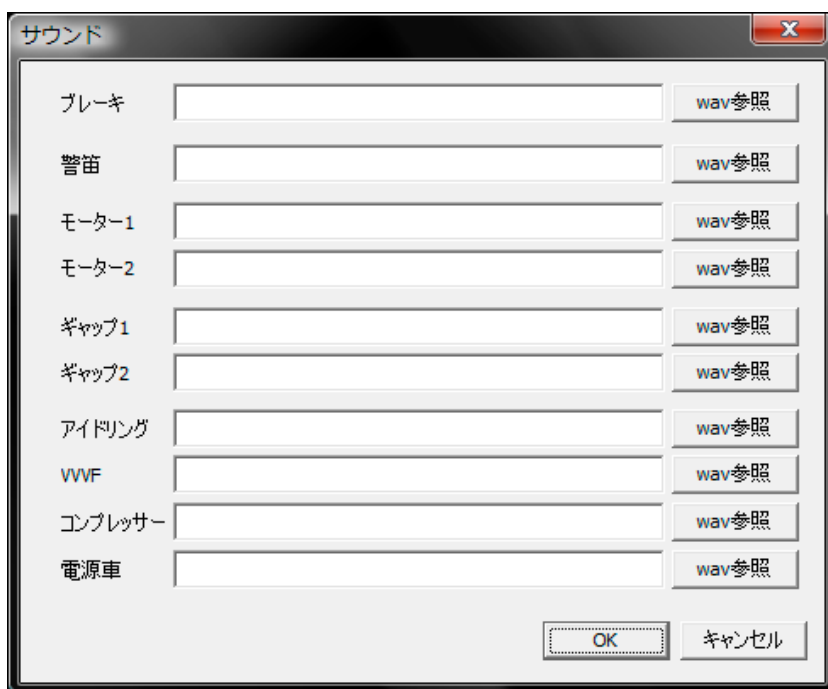 サウンド
ブレーキ wav参照
警笛 wav参照
モーター1 wav参照
モーター2 wav参照
ギャップ1 wav参照
ギャップ2 wav参照
アイドリング wav参照
VVVF wav参照
コンプレッサー wav参照
電源車 wav参照
OK キャンセル